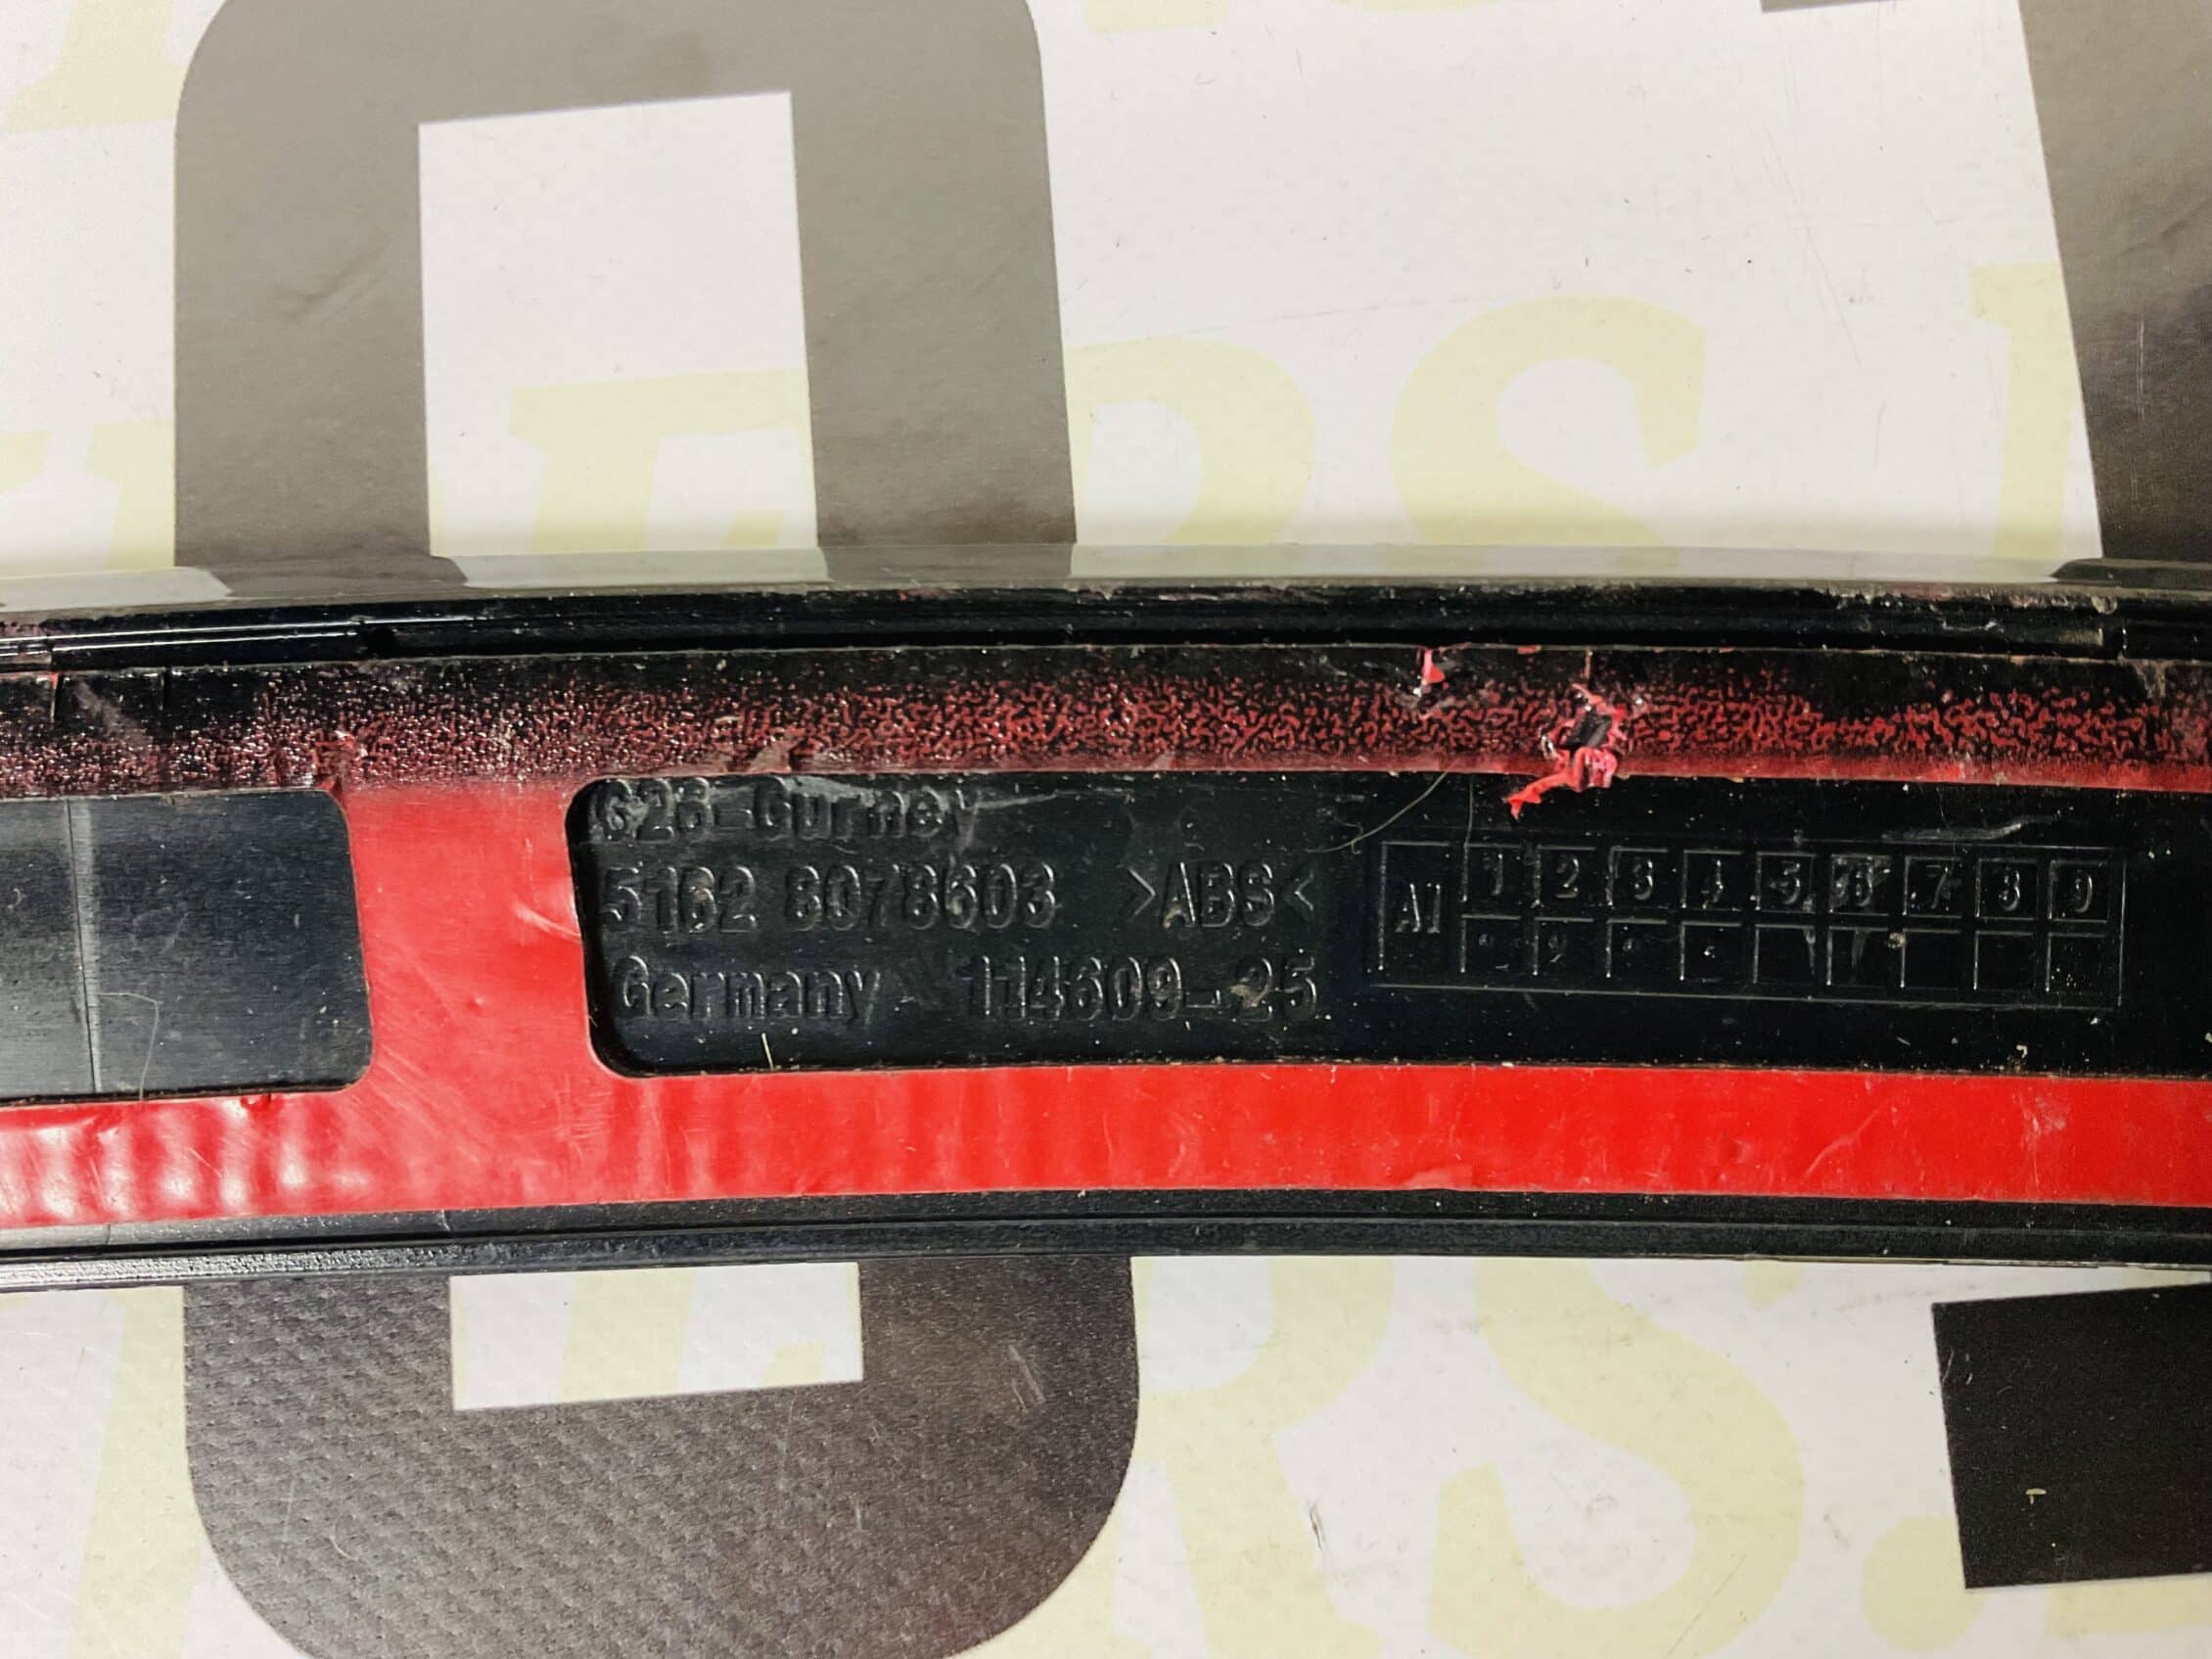 G26-Gurney
5162 8078603 >ABS<
Germany 114609-25
A1 1 2 3 4 5 6 7 8 9